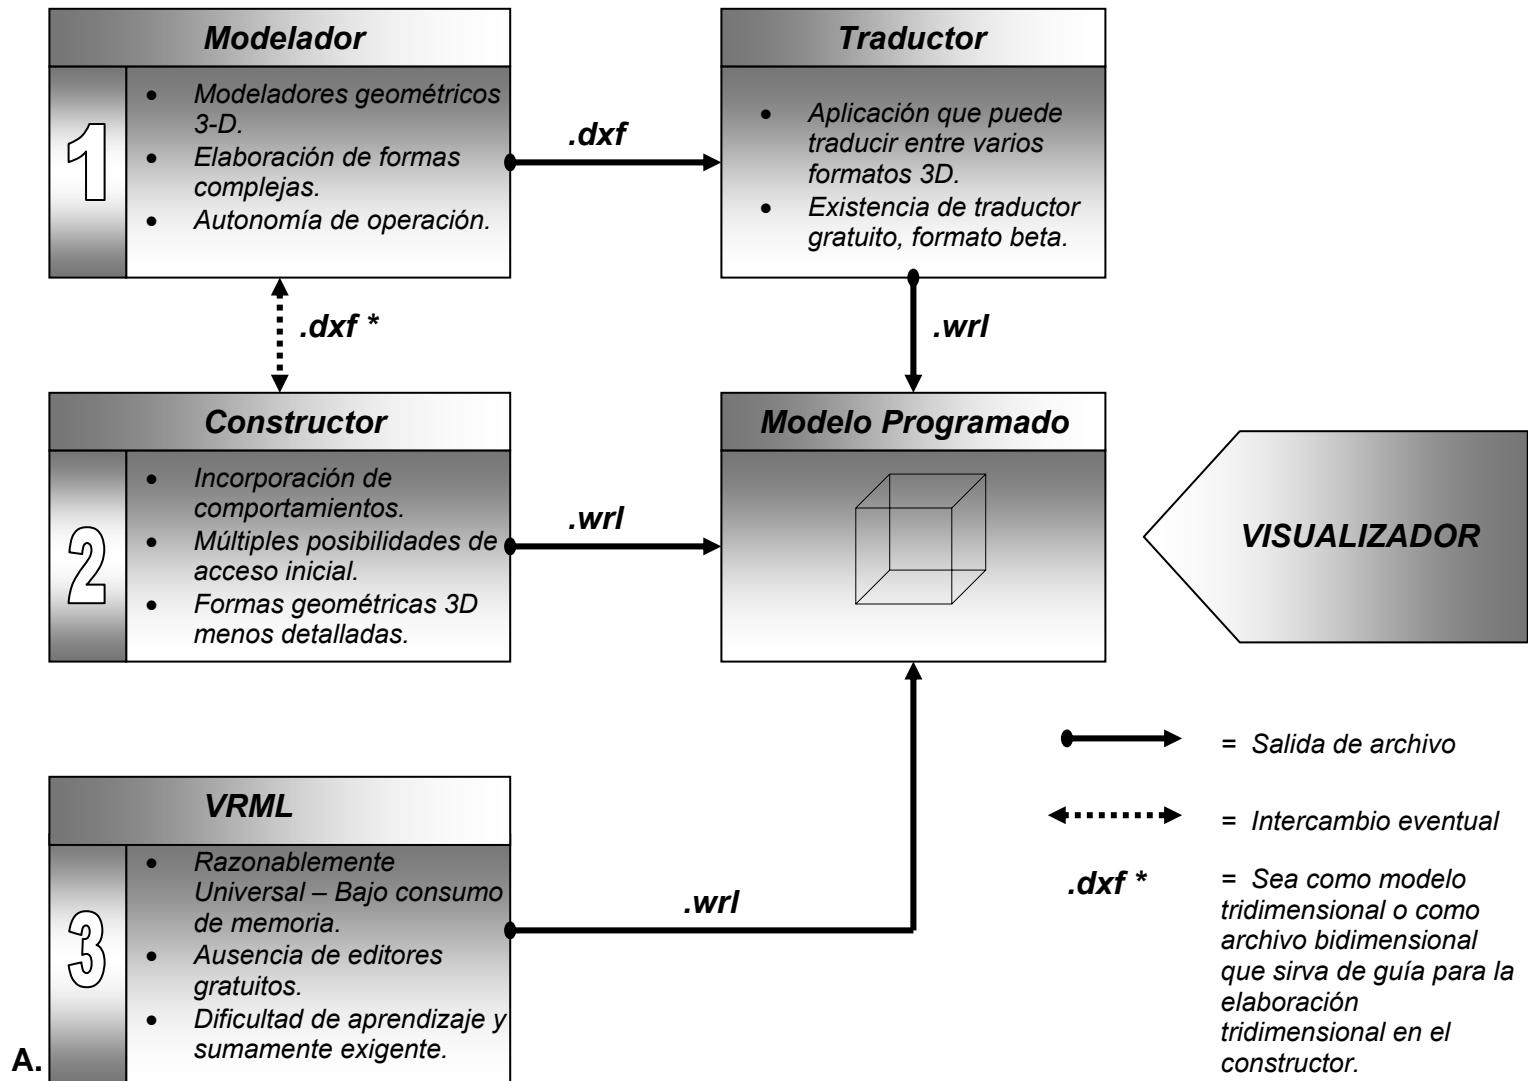 Modelador
1
• Modeladores geométricos
3-D.
• Elaboración de formas
complejas.
• Autonomía de operación.
.dxf
Traductor
• Aplicación que puede
traducir entre varios
formatos 3D.
• Existencia de traductor
gratuito, formato beta.
.dxf *
.wrl
Constructor
2
• Incorporación de
comportamientos.
• Múltiples posibilidades de
acceso inicial.
• Formas geométricas 3D
menos detalladas.
.wrl
Modelo Programado
VISUALIZADOR
VRML
3
• Razonablemente
Universal – Bajo consumo
de memoria.
• Ausencia de editores
gratuitos.
• Dificultad de aprendizaje y
sumamente exigente.
.wrl
= Salida de archivo
= Intercambio eventual
.dxf * = Sea como modelo
tridimensional o como
archivo bidimensional
que sirva de guía para la
elaboración
tridimensional en el
constructor.
A.